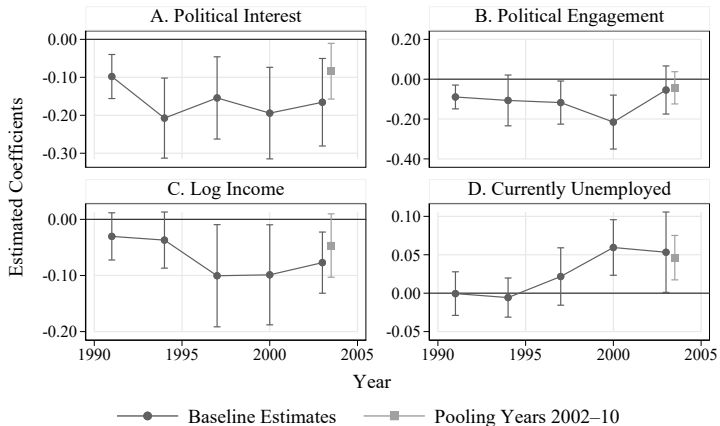 A. Political Interest
B. Political Engagement
0.00
-0.10
-0.20
-0.30
0.20
0.00
-0.20
-0.40
Estimated Coefficients
C. Log Income
D. Currently Unemployed
0.00
-0.10
-0.20
0.10
0.05
0.00
-0.05
1990 1995 2000 2005
1990 1995 2000 2005
Year
Baseline Estimates Pooling Years 2002–10